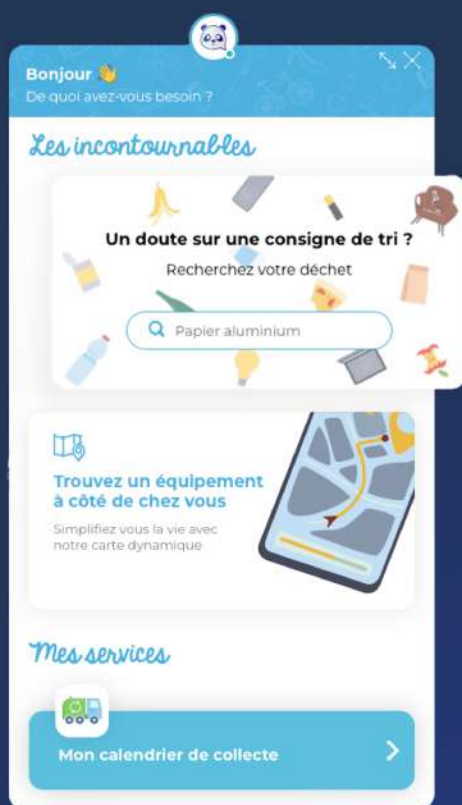 Bonjour 👋
De quoi avez-vous besoin ?
Les incontournables
Un doute sur une consigne de tri ?
Recherchez votre déchet
Papier aluminium
Trouvez un équipement
à côté de chez vous
Simplifiez vous la vie avec
notre carte dynamique
Mes services
Mon calendrier de collecte